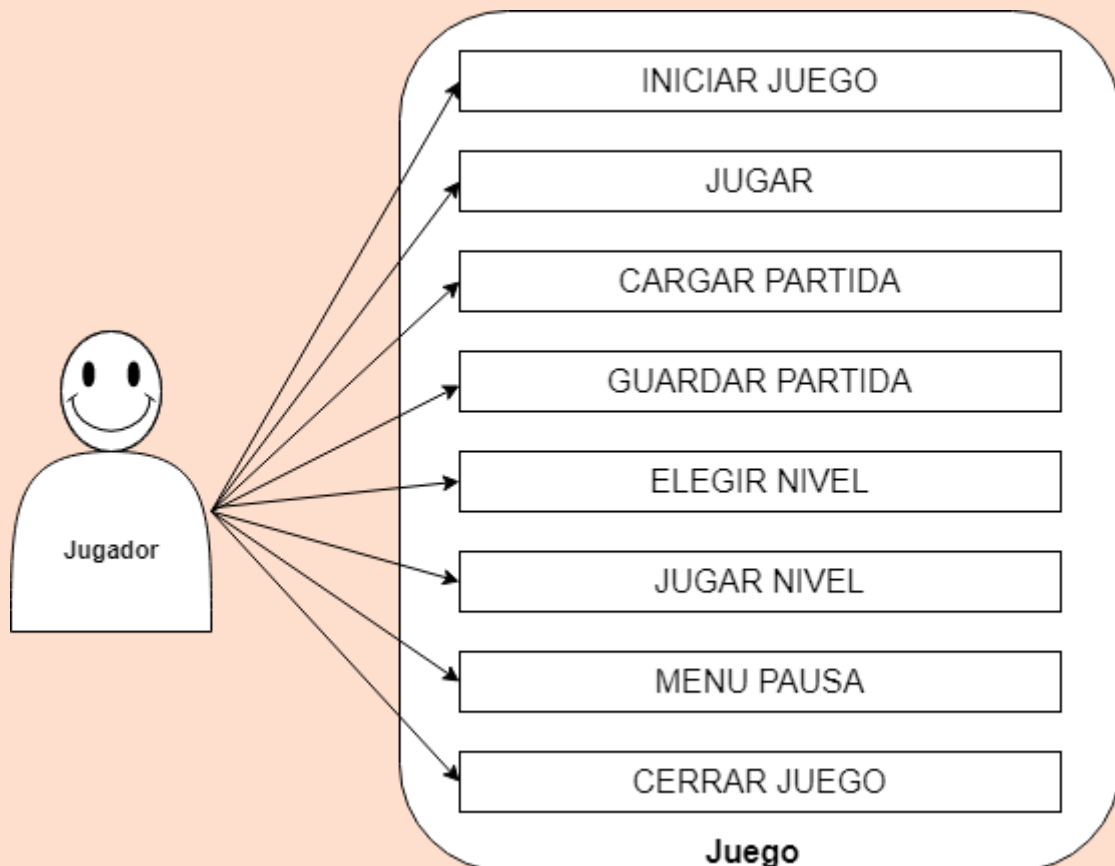 INICIAR JUEGO
JUGAR
CARGAR PARTIDA
GUARDAR PARTIDA
ELEGIR NIVEL
Jugador
JUGAR NIVEL
MENU PAUSA
CERRAR JUEGO
Juego